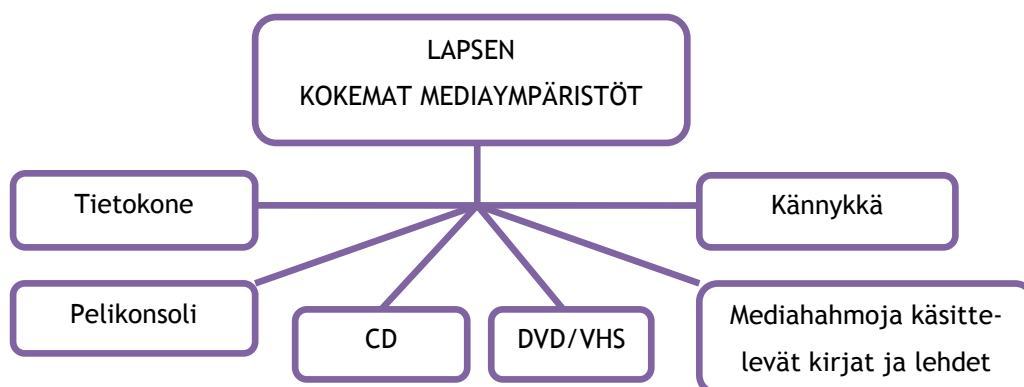 LAPSEN
KOKEMAT MEDIAYMPÄRISTÖT
Tietokone
Kännykkä
Pelikonsoli
CD
DVD/VHS
Mediahahmoja käsitte-
levät kirjat ja lehdet